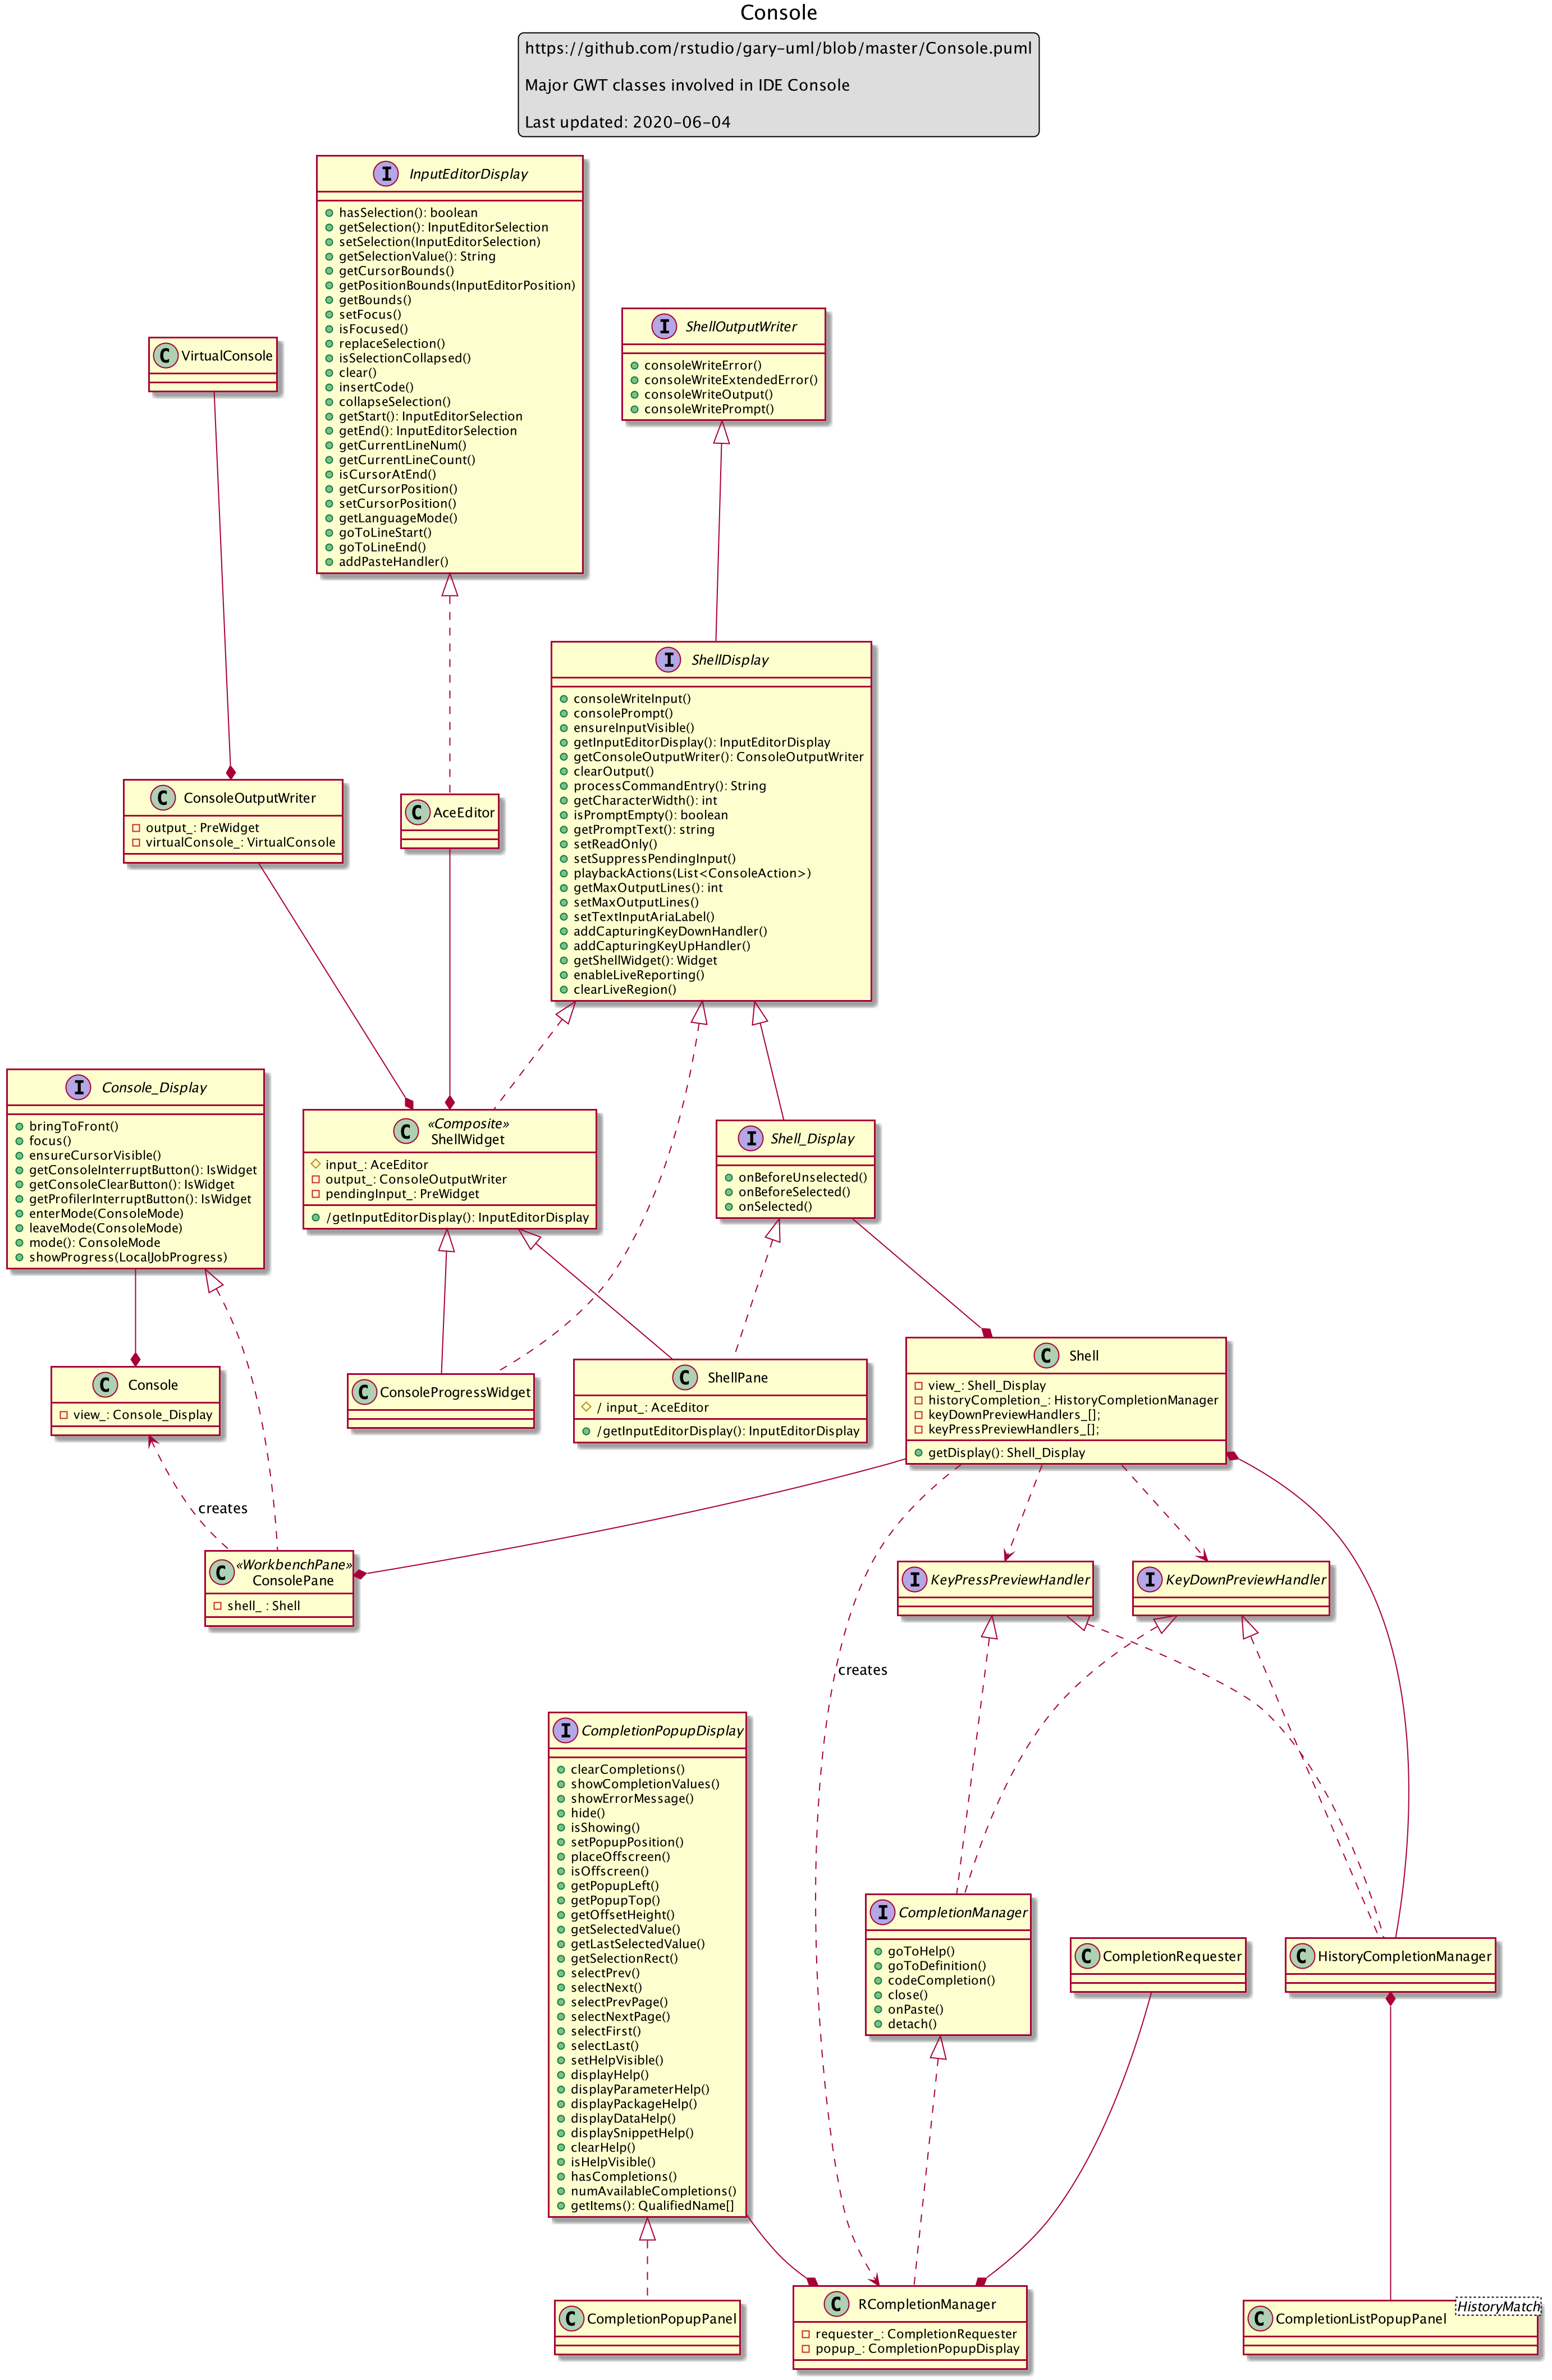 Console
https://github.com/rstudio/gary-uml/blob/master/Console.puml
Major GWT classes involved in IDE Console
Last updated: 2020-06-04
I InputEditorDisplay
hasSelection(): boolean
getSelection(): InputEditorSelection
setSelection(InputEditorSelection)
getSelectionValue(): String
getCursorBounds()
getPositionBounds(InputEditorPosition)
getBounds()
setFocus()
isFocused()
replaceSelection()
isSelectionCollapsed()
clear()
insertCode()
collapseSelection()
getStart(): InputEditorSelection
getEnd(): InputEditorSelection
getCurrentLineNum()
getCurrentLineCount()
isCursorAtEnd()
getCursorPosition()
setCursorPosition()
getLanguageMode()
goToLineStart()
goToLineEnd()
addPasteHandler()
I ShellOutputWriter
consoleWriteError()
consoleWriteExtendedError()
consoleWriteOutput()
consoleWritePrompt()
C VirtualConsole
I ShellDisplay
consoleWriteInput()
consolePrompt()
ensureInputVisible()
getInputEditorDisplay(): InputEditorDisplay
getConsoleOutputWriter(): ConsoleOutputWriter
clearOutput()
processCommandEntry(): String
getCharacterWidth(): int
isPromptEmpty(): boolean
getPromptText(): string
setReadOnly()
setSuppressPendingInput()
playbackActions(List<ConsoleAction>)
getMaxOutputLines(): int
setMaxOutputLines()
setTextInputAriaLabel()
addCapturingKeyDownHandler()
addCapturingKeyUpHandler()
getShellWidget(): Widget
enableLiveReporting()
clearLiveRegion()
C ConsoleOutputWriter
output_: PreWidget
virtualConsole_: VirtualConsole
C AceEditor
I Console_Display
bringToFront()
focus()
ensureCursorVisible()
getConsoleInterruptButton(): IsWidget
getConsoleClearButton(): IsWidget
getProfilerInterruptButton(): IsWidget
enterMode(ConsoleMode)
leaveMode(ConsoleMode)
mode(): ConsoleMode
showProgress(LocalJobProgress)
«Composite»
C ShellWidget
input_: AceEditor
output_: ConsoleOutputWriter
pendingInput_: PreWidget
/getInputEditorDisplay(): InputEditorDisplay
I Shell_Display
onBeforeUnselected()
onBeforeSelected()
onSelected()
C Console
view_: Console_Display
C ConsoleProgressWidget
C ShellPane
/ input_: AceEditor
/getInputEditorDisplay(): InputEditorDisplay
C Shell
view_: Shell_Display
historyCompletion_: HistoryCompletionManager
keyDownPreviewHandlers_[];
keyPressPreviewHandlers_[];
getDisplay(): Shell_Display
creates
«WorkbenchPane»
C ConsolePane
shell_ : Shell
I KeyPressPreviewHandler
I KeyDownPreviewHandler
creates
I CompletionPopupDisplay
clearCompletions()
showCompletionValues()
showErrorMessage()
hide()
isShowing()
setPopupPosition()
placeOffscreen()
isOffscreen()
getPopupLeft()
getPopupTop()
getOffsetHeight()
getSelectedValue()
getLastSelectedValue()
getSelectionRect()
selectPrev()
selectNext()
selectPrevPage()
selectNextPage()
selectFirst()
selectLast()
setHelpVisible()
displayHelp()
displayParameterHelp()
displayPackageHelp()
displayDataHelp()
displaySnippetHelp()
clearHelp()
isHelpVisible()
hasCompletions()
numAvailableCompletions()
getItems(): QualifiedName[]
I CompletionManager
goToHelp()
goToDefinition()
codeCompletion()
close()
onPaste()
detach()
C CompletionRequester
C HistoryCompletionManager
C CompletionPopupPanel
C RCompletionManager
requester_: CompletionRequester
popup_: CompletionPopupDisplay
HistoryMatch
C CompletionListPopupPanel